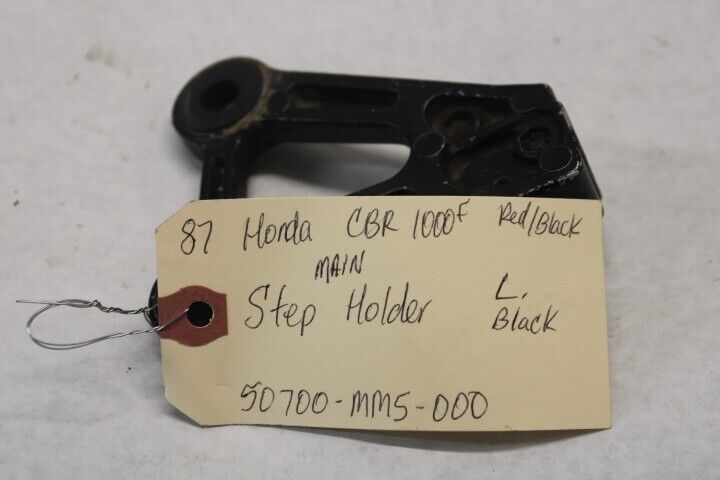 87 Honda CBR 1000F Red/Black
MAIN
Step Holder L.
Black
50700-MM5-000